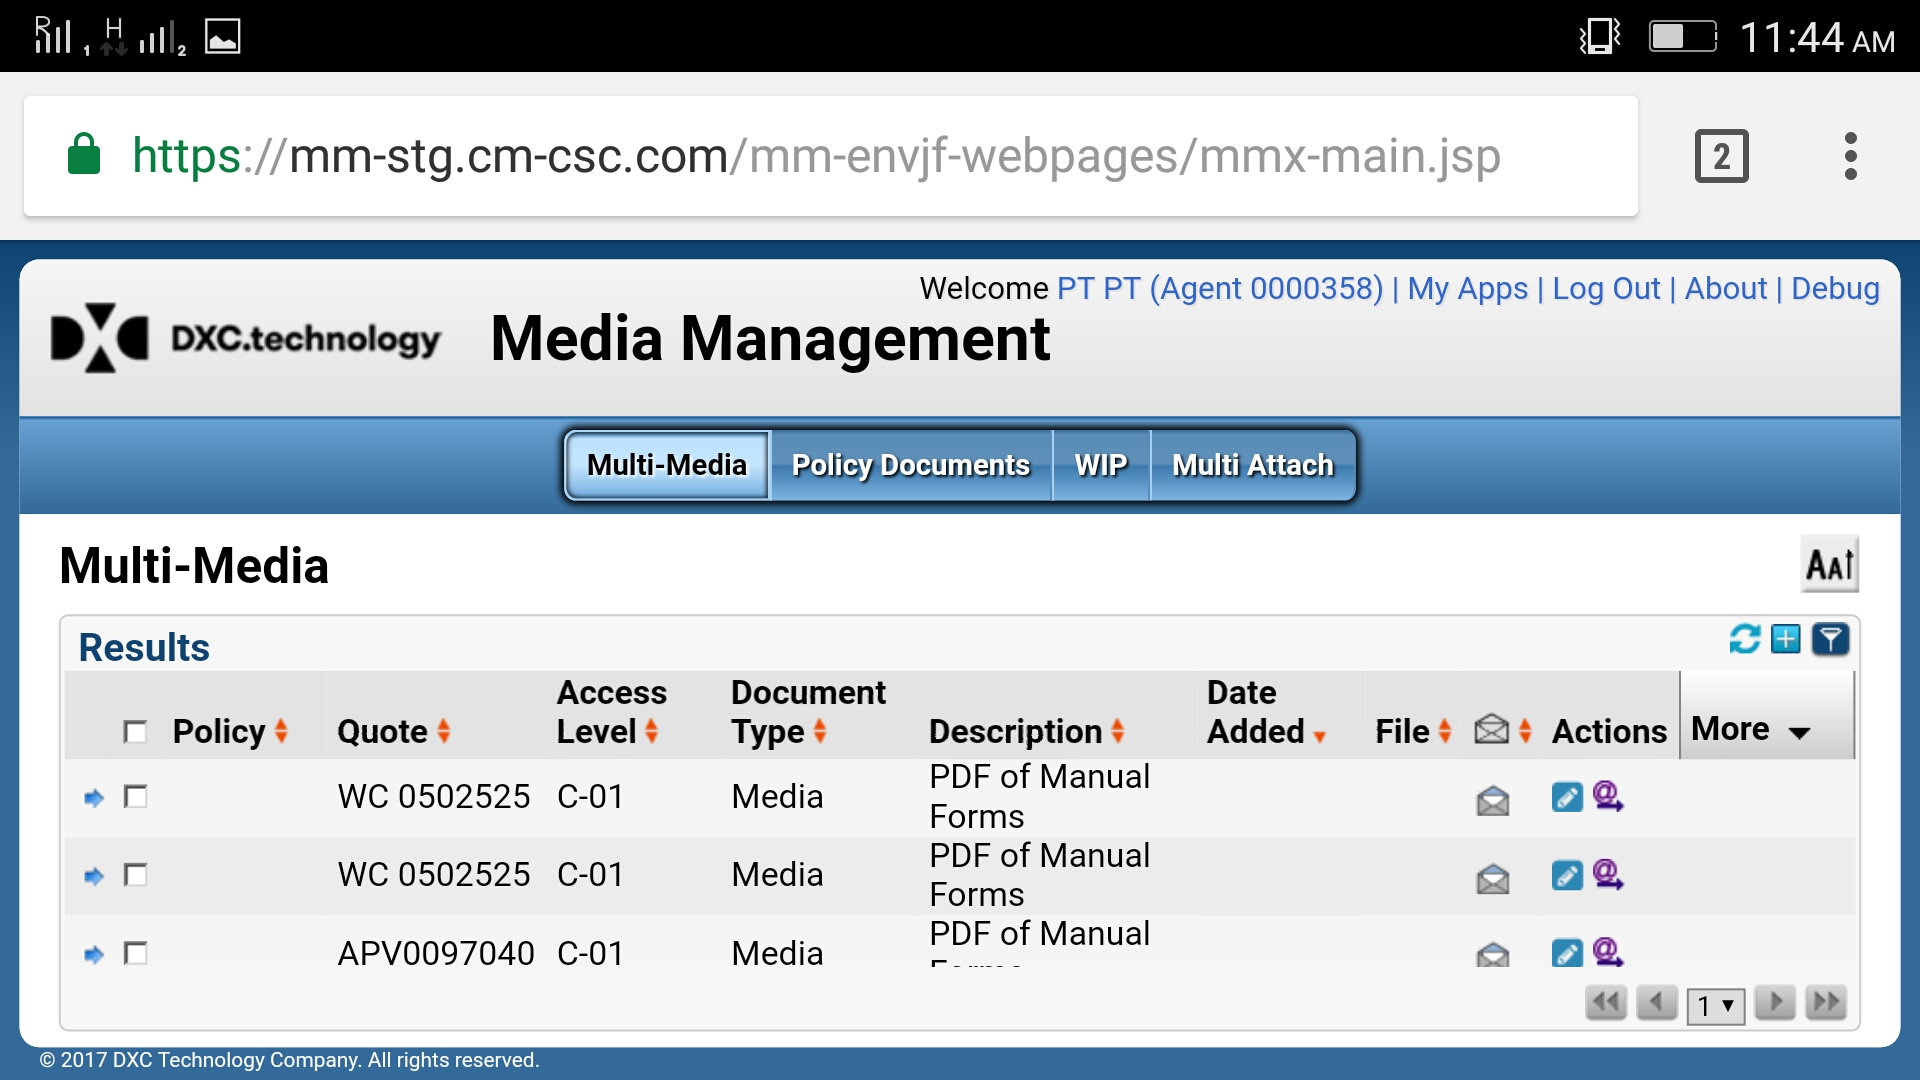 R 1 H 2 11:44 AM
https://mm-stg.cm-csc.com/mm-envjf-webpages/mmx-main.jsp 2
Welcome PT PT (Agent 0000358) | My Apps | Log Out | About | Debug
DXC.technology Media Management
Multi-Media Policy Documents WIP Multi Attach
Multi-Media AA
Results
Policy Quote Access Level Document Type Description Date Added File Actions More
WC 0502525 C-01 Media PDF of Manual Forms
WC 0502525 C-01 Media PDF of Manual Forms
APV0097040 C-01 Media PDF of Manual
1
© 2017 DXC Technology Company. All rights reserved.